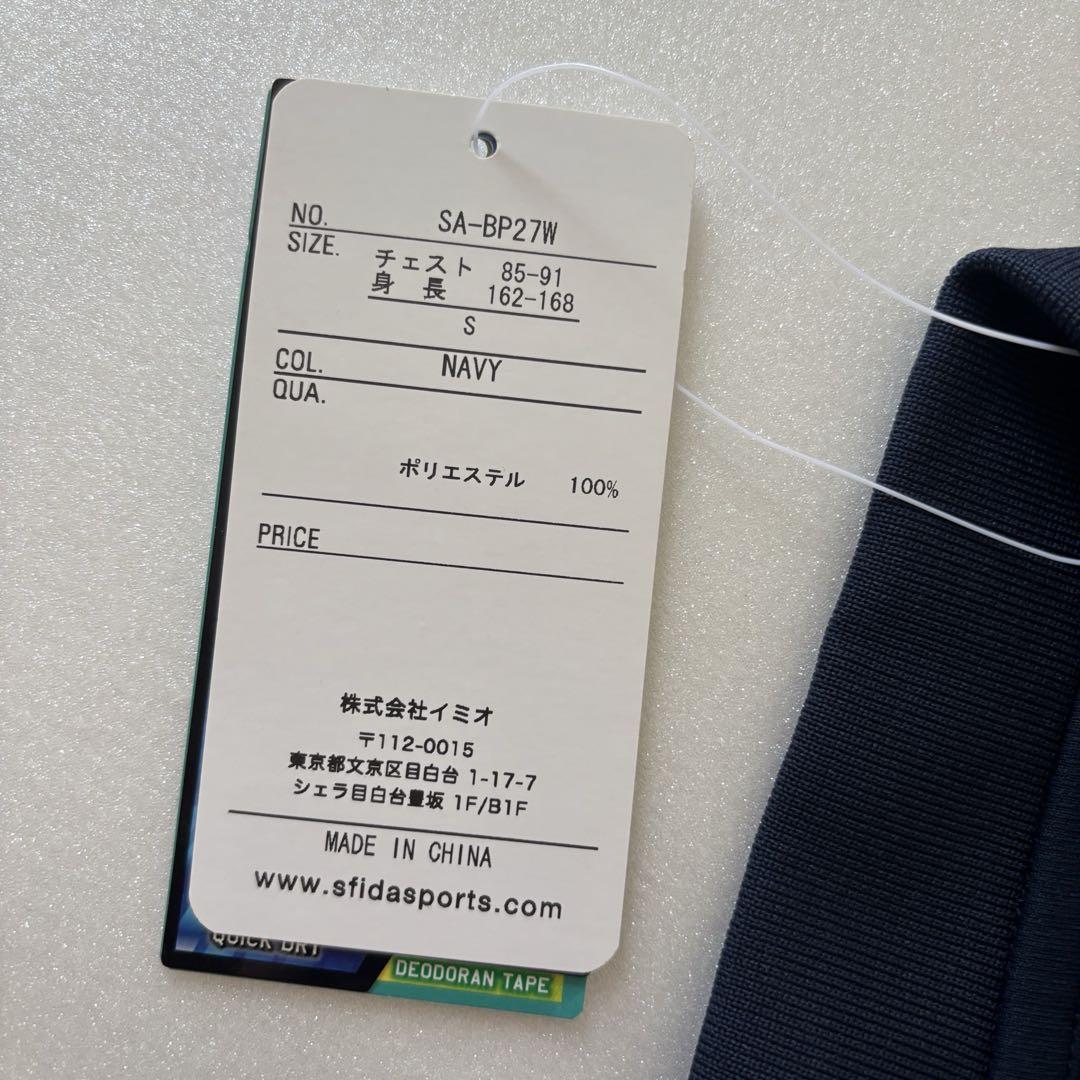 NO. SA-BP27W
SIZE. チェスト 85-91
身 長 162-168
S
COL. NAVY
QUA.
ポリエステル 100%
PRICE
株式会社イミオ
〒112-0015
東京都文京区目白台 1-17-7
シェラ目白台豊坂 1F/B1F
MADE IN CHINA
www.sfidasports.com
QUICK DRY
DEODORAN TAPE